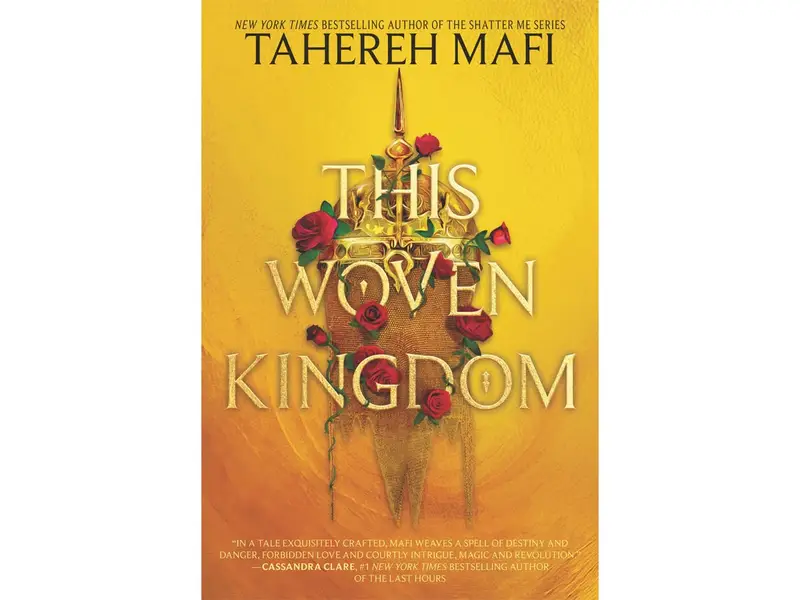 NEW YORK TIMES BESTSELLING AUTHOR OF THE SHATTER ME SERIES
TAHEREH MAFI
THIS
WOVEN
KINGDOM
“IN A TALE EXQUISITELY CRAFTED, MAFI WEAVES A SPELL OF DESTINY AND
DANGER, FORBIDDEN LOVE AND COURTLY INTRIGUE, MAGIC AND REVOLUTION.”
—CASSANDRA CLARE, #1 NEW YORK TIMES BESTSELLING AUTHOR
OF THE LAST HOURS